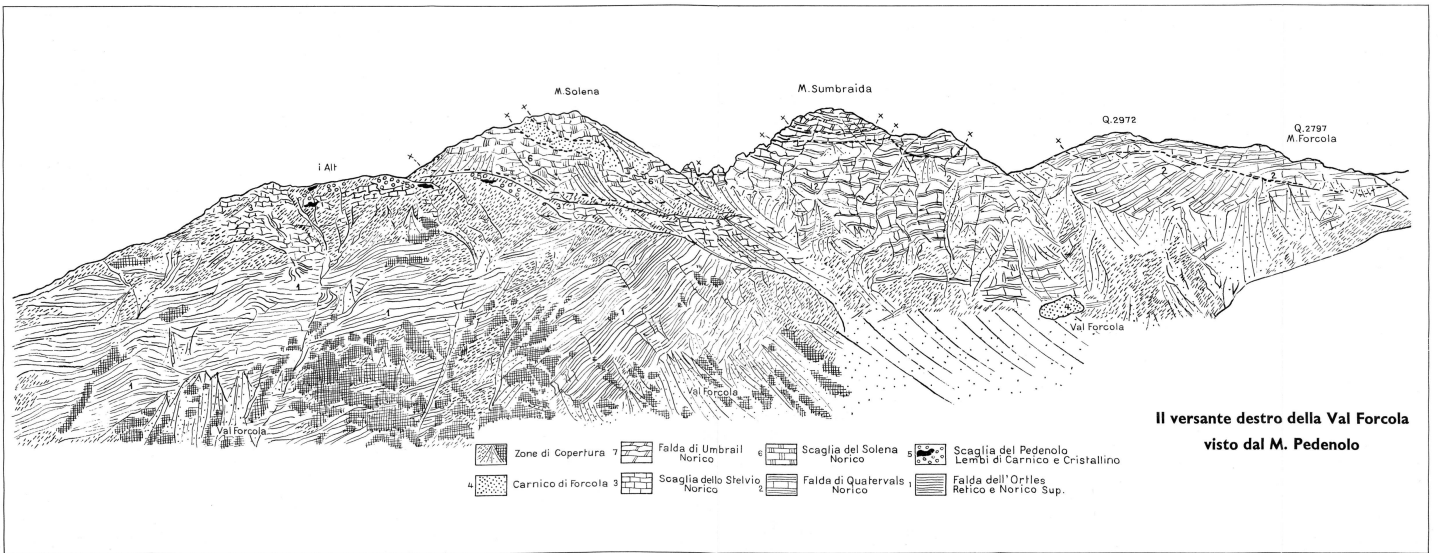 M. Solena
M. Sumbraida
Q. 2972
Q. 2797
M. Forcola
i Alt
Val Forcola
Val Forcola
Val Forcola
Il versante destro della Val Forcola
visto dal M. Pedenolo
Zone di Copertura
7 Falda di Umbrail
Norico
6 Scaglia del Solena
Norico
5 Scaglia del Pedenolo
Lembi di Carnico e Cristallino
4 Carnico di Forcola
3 Scaglia dello Stelvio
Norico
2 Falda di Quatervals
Norico
1 Falda dell'Ortles
Retico e Norico Sup.